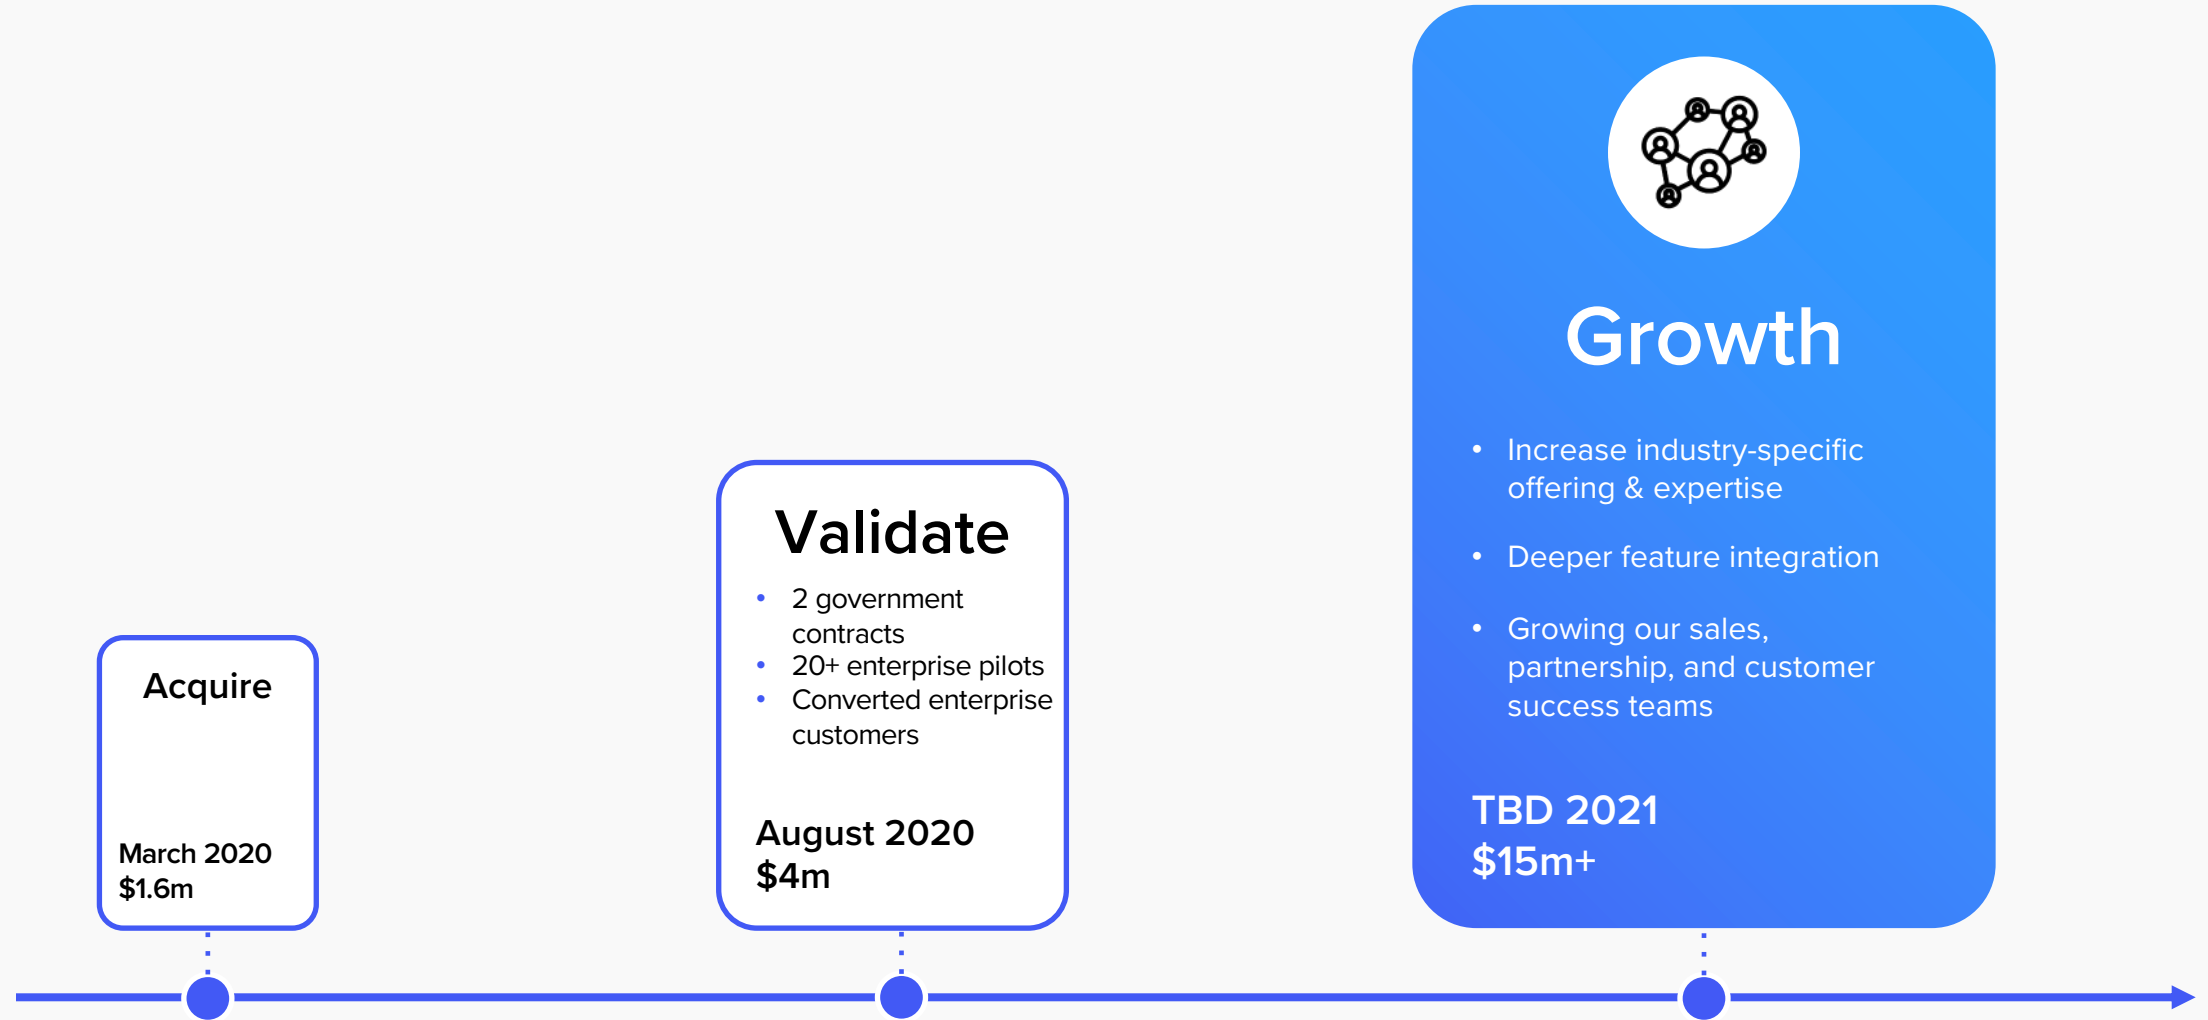 Acquire
March 2020
$1.6m
Validate
• 2 government
contracts
• 20+ enterprise pilots
• Converted enterprise
customers
August 2020
$4m
Growth
• Increase industry-specific
offering & expertise
• Deeper feature integration
• Growing our sales,
partnership, and customer
success teams
TBD 2021
$15m+